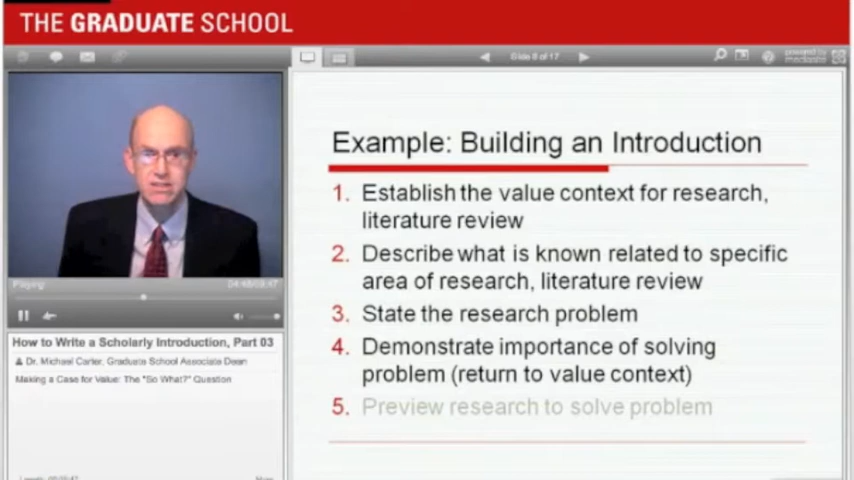 THE GRADUATE SCHOOL
Slide 8 of 17
powered by
mediasite
Example: Building an Introduction
1. Establish the value context for research,
literature review
2. Describe what is known related to specific
area of research, literature review
3. State the research problem
4. Demonstrate importance of solving
problem (return to value context)
5. Preview research to solve problem
Playing
How to Write a Scholarly Introduction, Part 03
Dr. Michael Carter, Graduate School Associate Dean
Making a Case for Value: The "So What?" Question